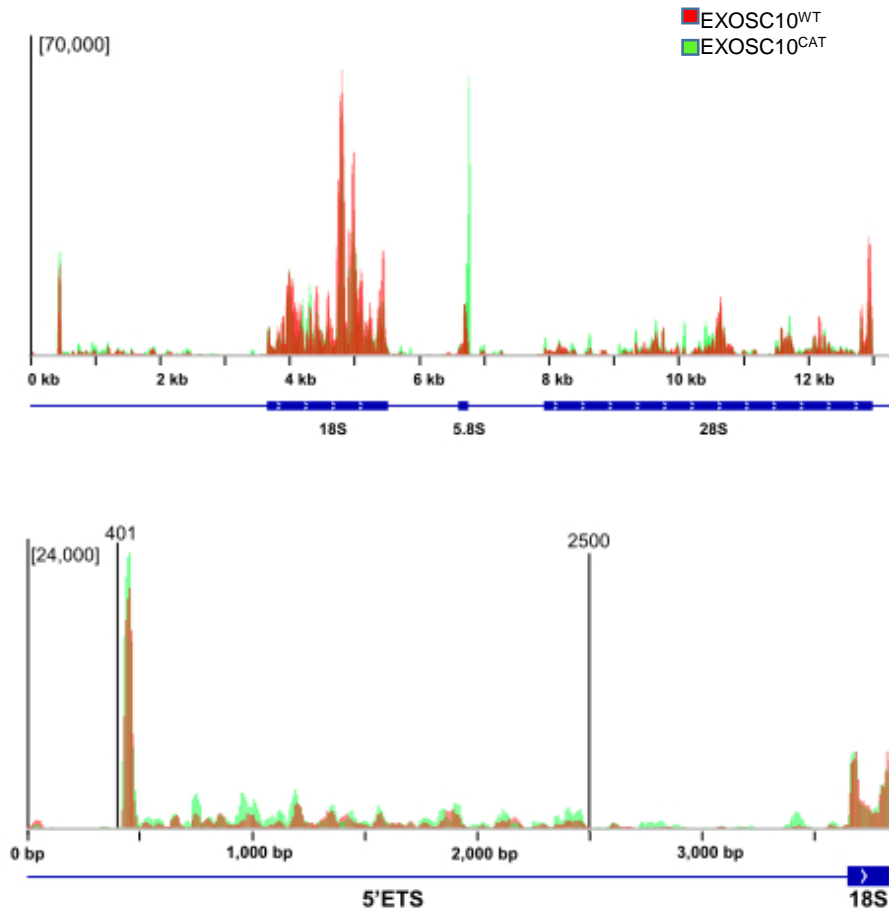 EXOSC10WT
EXOSC10CAT
[70,000]
0 kb 2 kb 4 kb 6 kb 8 kb 10 kb 12 kb
18S 5.8S 28S
401 2500
[24,000]
0 bp 1,000 bp 2,000 bp 3,000 bp
5'ETS 18S